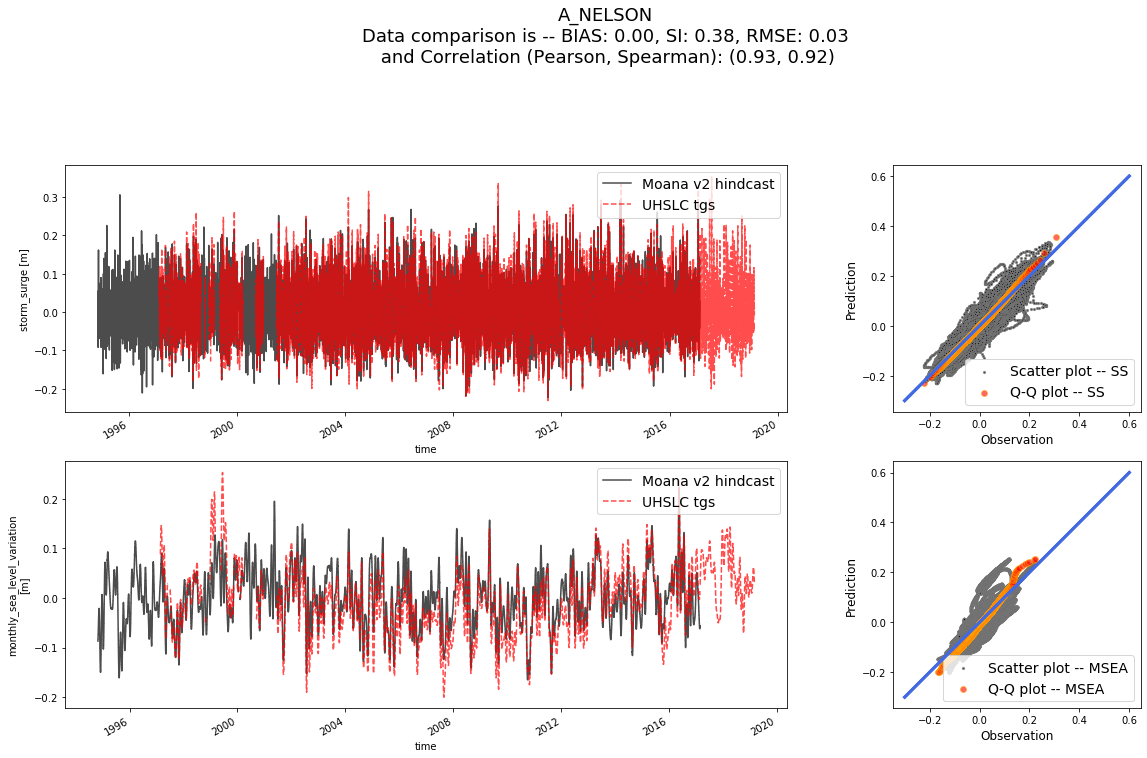 A_NELSON
Data comparison is -- BIAS: 0.00, SI: 0.38, RMSE: 0.03
and Correlation (Pearson, Spearman): (0.93, 0.92)
storm_surge [m]
0.3
0.2
0.1
0.0
−0.1
−0.2
Moana v2 hindcast
UHSLC tgs
1996
2000
2004
2008
2012
2016
2020
time
Prediction
0.6
0.4
0.2
0.0
−0.2
Scatter plot -- SS
Q-Q plot -- SS
−0.2
0.0
0.2
0.4
0.6
Observation
monthly_sea_level_variation
[m]
0.2
0.1
0.0
−0.1
−0.2
Moana v2 hindcast
UHSLC tgs
1996
2000
2004
2008
2012
2016
2020
time
Prediction
0.6
0.4
0.2
0.0
−0.2
Scatter plot -- MSEA
Q-Q plot -- MSEA
−0.2
0.0
0.2
0.4
0.6
Observation